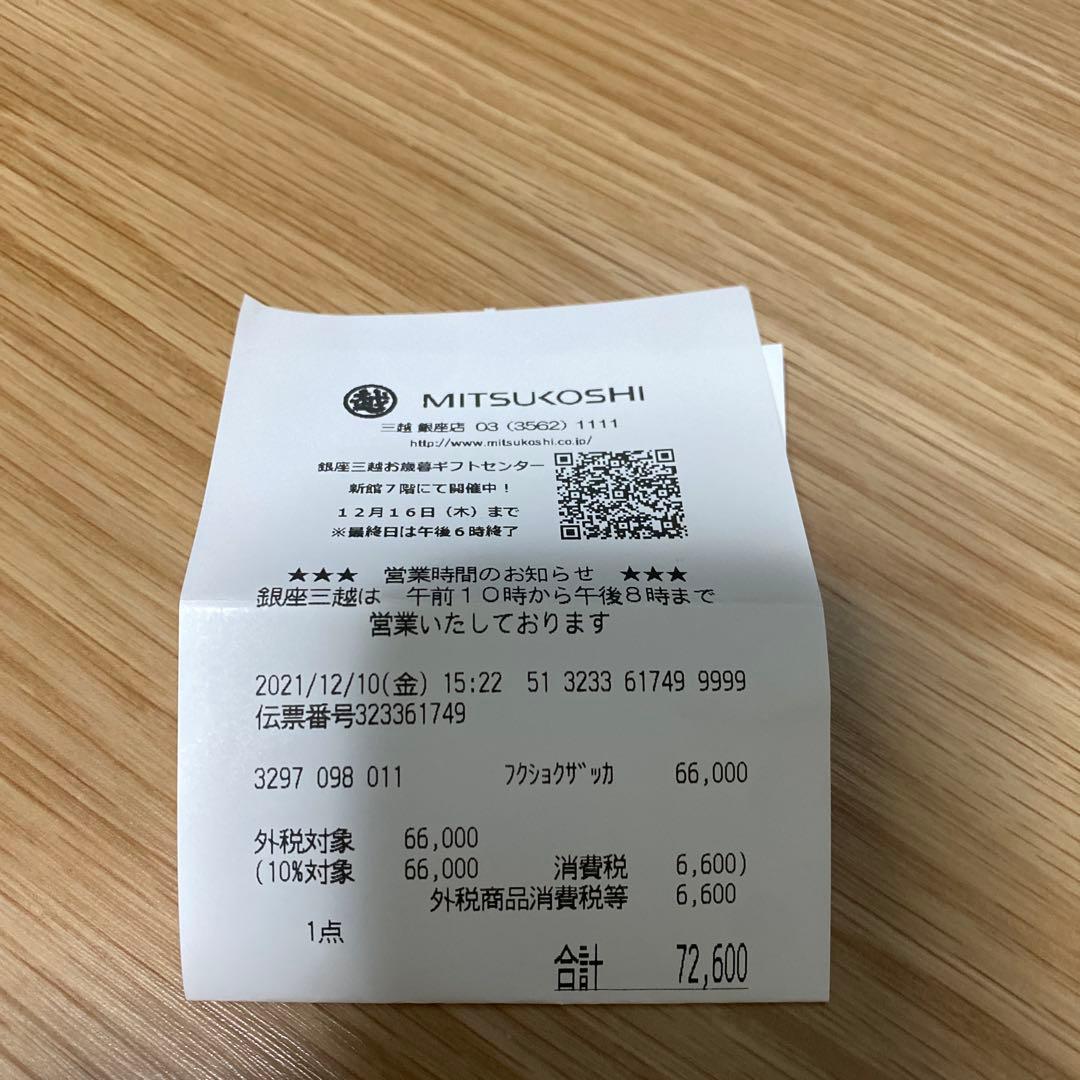 越 MITSUKOSHI
三越 銀座店 03 (3562) 1111
http://www.mitsukoshi.co.jp/
銀座三越お歳暮ギフトセンター
新館7階にて開催中!
12月16日(木)まで
※最終日は午後6時終了
★★★ 営業時間のお知らせ ★★★
銀座三越は 午前10時から午後8時まで
営業いたしております
2021/12/10(金) 15:22 51 3233 61749 9999
伝票番号323361749
3297 098 011 フクショクザッカ 66,000
外税対象 66,000
(10%対象 66,000 消費税 6,600)
外税商品消費税等 6,600
1点
合計 72,600